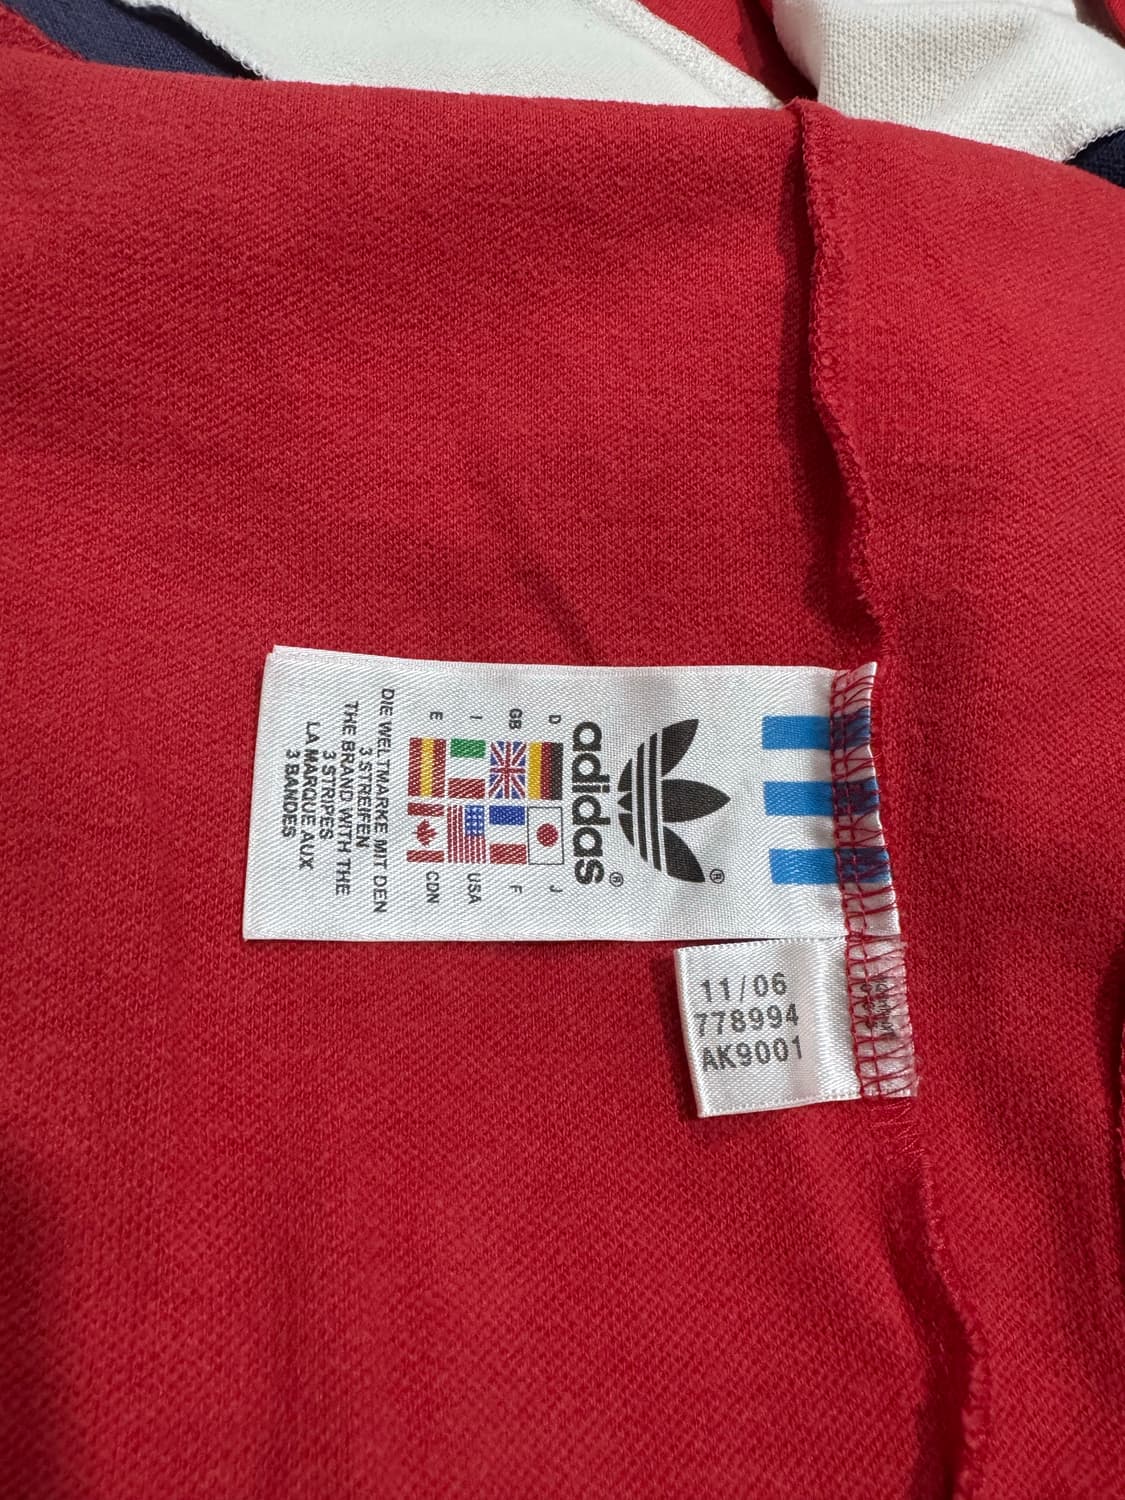 ®
adidas®
D
J
GB
F
I
USA
E
CDN
DIE WELTMARKE MIT DEN
3 STREIFEN
THE BRAND WITH THE
3 STRIPES
LA MARQUE AUX
3 BANDES
11/06
778994
AK9001